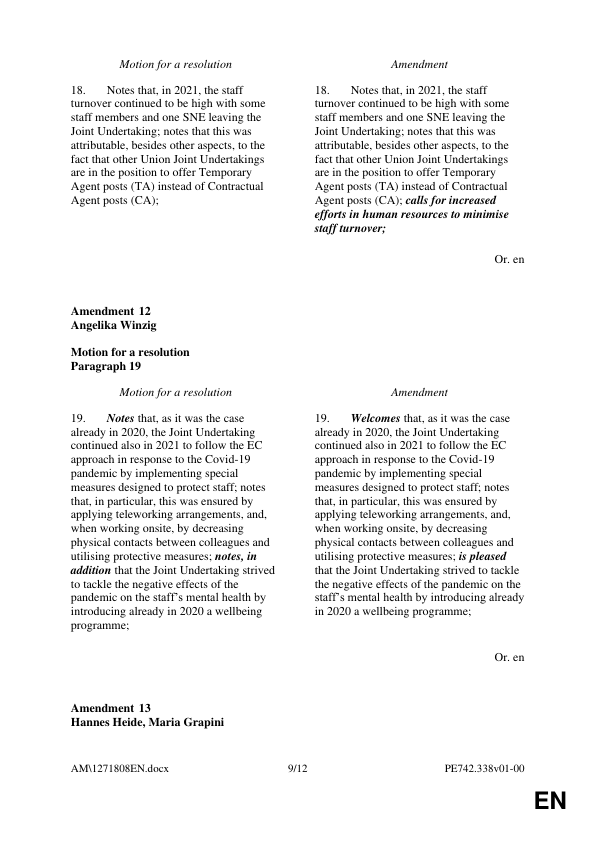 Motion for a resolution
Amendment
18. Notes that, in 2021, the staff
turnover continued to be high with some
staff members and one SNE leaving the
Joint Undertaking; notes that this was
attributable, besides other aspects, to the
fact that other Union Joint Undertakings
are in the position to offer Temporary
Agent posts (TA) instead of Contractual
Agent posts (CA);
18. Notes that, in 2021, the staff
turnover continued to be high with some
staff members and one SNE leaving the
Joint Undertaking; notes that this was
attributable, besides other aspects, to the
fact that other Union Joint Undertakings
are in the position to offer Temporary
Agent posts (TA) instead of Contractual
Agent posts (CA); calls for increased
efforts in human resources to minimise
staff turnover;
Or. en
Amendment 12
Angelika Winzig
Motion for a resolution
Paragraph 19
Motion for a resolution
Amendment
19. Notes that, as it was the case
already in 2020, the Joint Undertaking
continued also in 2021 to follow the EC
approach in response to the Covid-19
pandemic by implementing special
measures designed to protect staff; notes
that, in particular, this was ensured by
applying teleworking arrangements, and,
when working onsite, by decreasing
physical contacts between colleagues and
utilising protective measures; notes, in
addition that the Joint Undertaking strived
to tackle the negative effects of the
pandemic on the staff’s mental health by
introducing already in 2020 a wellbeing
programme;
19. Welcomes that, as it was the case
already in 2020, the Joint Undertaking
continued also in 2021 to follow the EC
approach in response to the Covid-19
pandemic by implementing special
measures designed to protect staff; notes
that, in particular, this was ensured by
applying teleworking arrangements, and,
when working onsite, by decreasing
physical contacts between colleagues and
utilising protective measures; is pleased
that the Joint Undertaking strived to tackle
the negative effects of the pandemic on the
staff’s mental health by introducing already
in 2020 a wellbeing programme;
Or. en
Amendment 13
Hannes Heide, Maria Grapini
AM\1271808EN.docx
9/12
PE742.338v01-00
EN